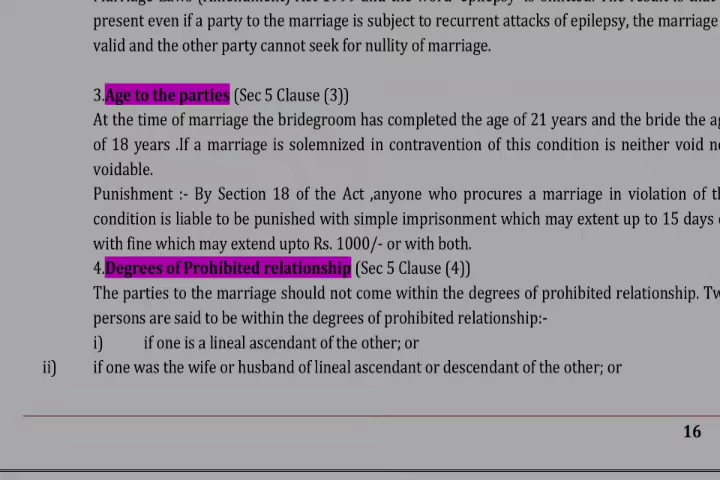 present even if a party to the marriage is subject to recurrent attacks of epilepsy, the marriage
valid and the other party cannot seek for nullity of marriage.
3.Age to the parties (Sec 5 Clause (3))
At the time of marriage the bridegroom has completed the age of 21 years and the bride the
of 18 years .If a marriage is solemnized in contravention of this condition is neither void
voidable.
Punishment :- By Section 18 of the Act ,anyone who procures a marriage in violation of
condition is liable to be punished with simple imprisonment which may extent up to 15 days
with fine which may extend upto Rs. 1000/- or with both.
4.Degrees of Prohibited relationship (Sec 5 Clause (4))
The parties to the marriage should not come within the degrees of prohibited relationship.
persons are said to be within the degrees of prohibited relationship:-
i) if one is a lineal ascendant of the other; or
ii) if one was the wife or husband of lineal ascendant or descendant of the other; or
16